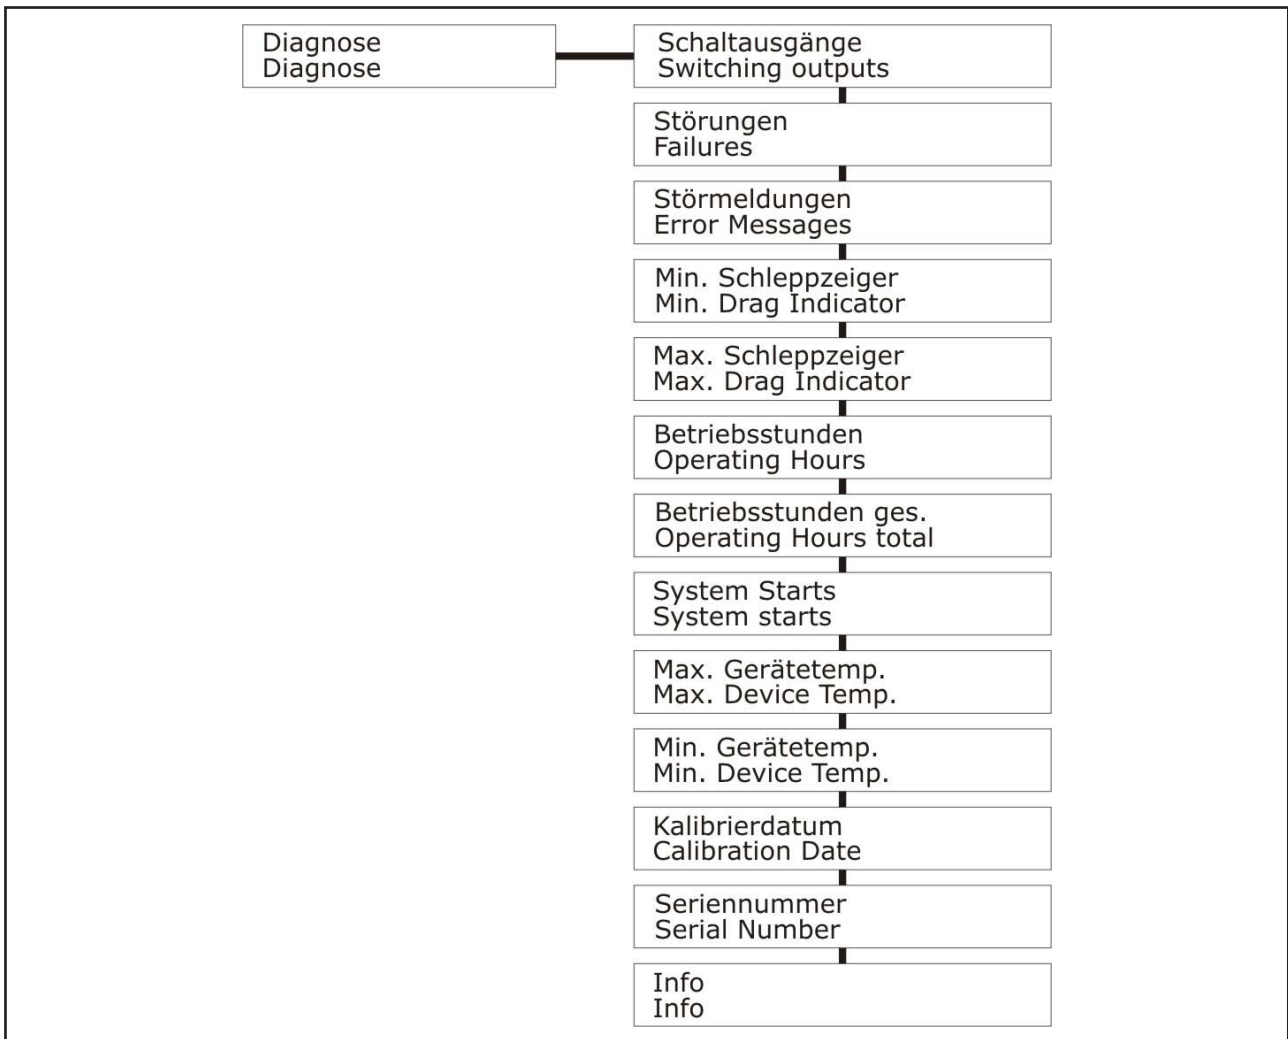 Diagnose
Diagnose
Schaltausgänge
Switching outputs
Störungen
Failures
Störmeldungen
Error Messages
Min. Schleppzeiger
Min. Drag Indicator
Max. Schleppzeiger
Max. Drag Indicator
Betriebsstunden
Operating Hours
Betriebsstunden ges.
Operating Hours total
System Starts
System starts
Max. Gerätetemp.
Max. Device Temp.
Min. Gerätetemp.
Min. Device Temp.
Kalibrierdatum
Calibration Date
Seriennummer
Serial Number
Info
Info